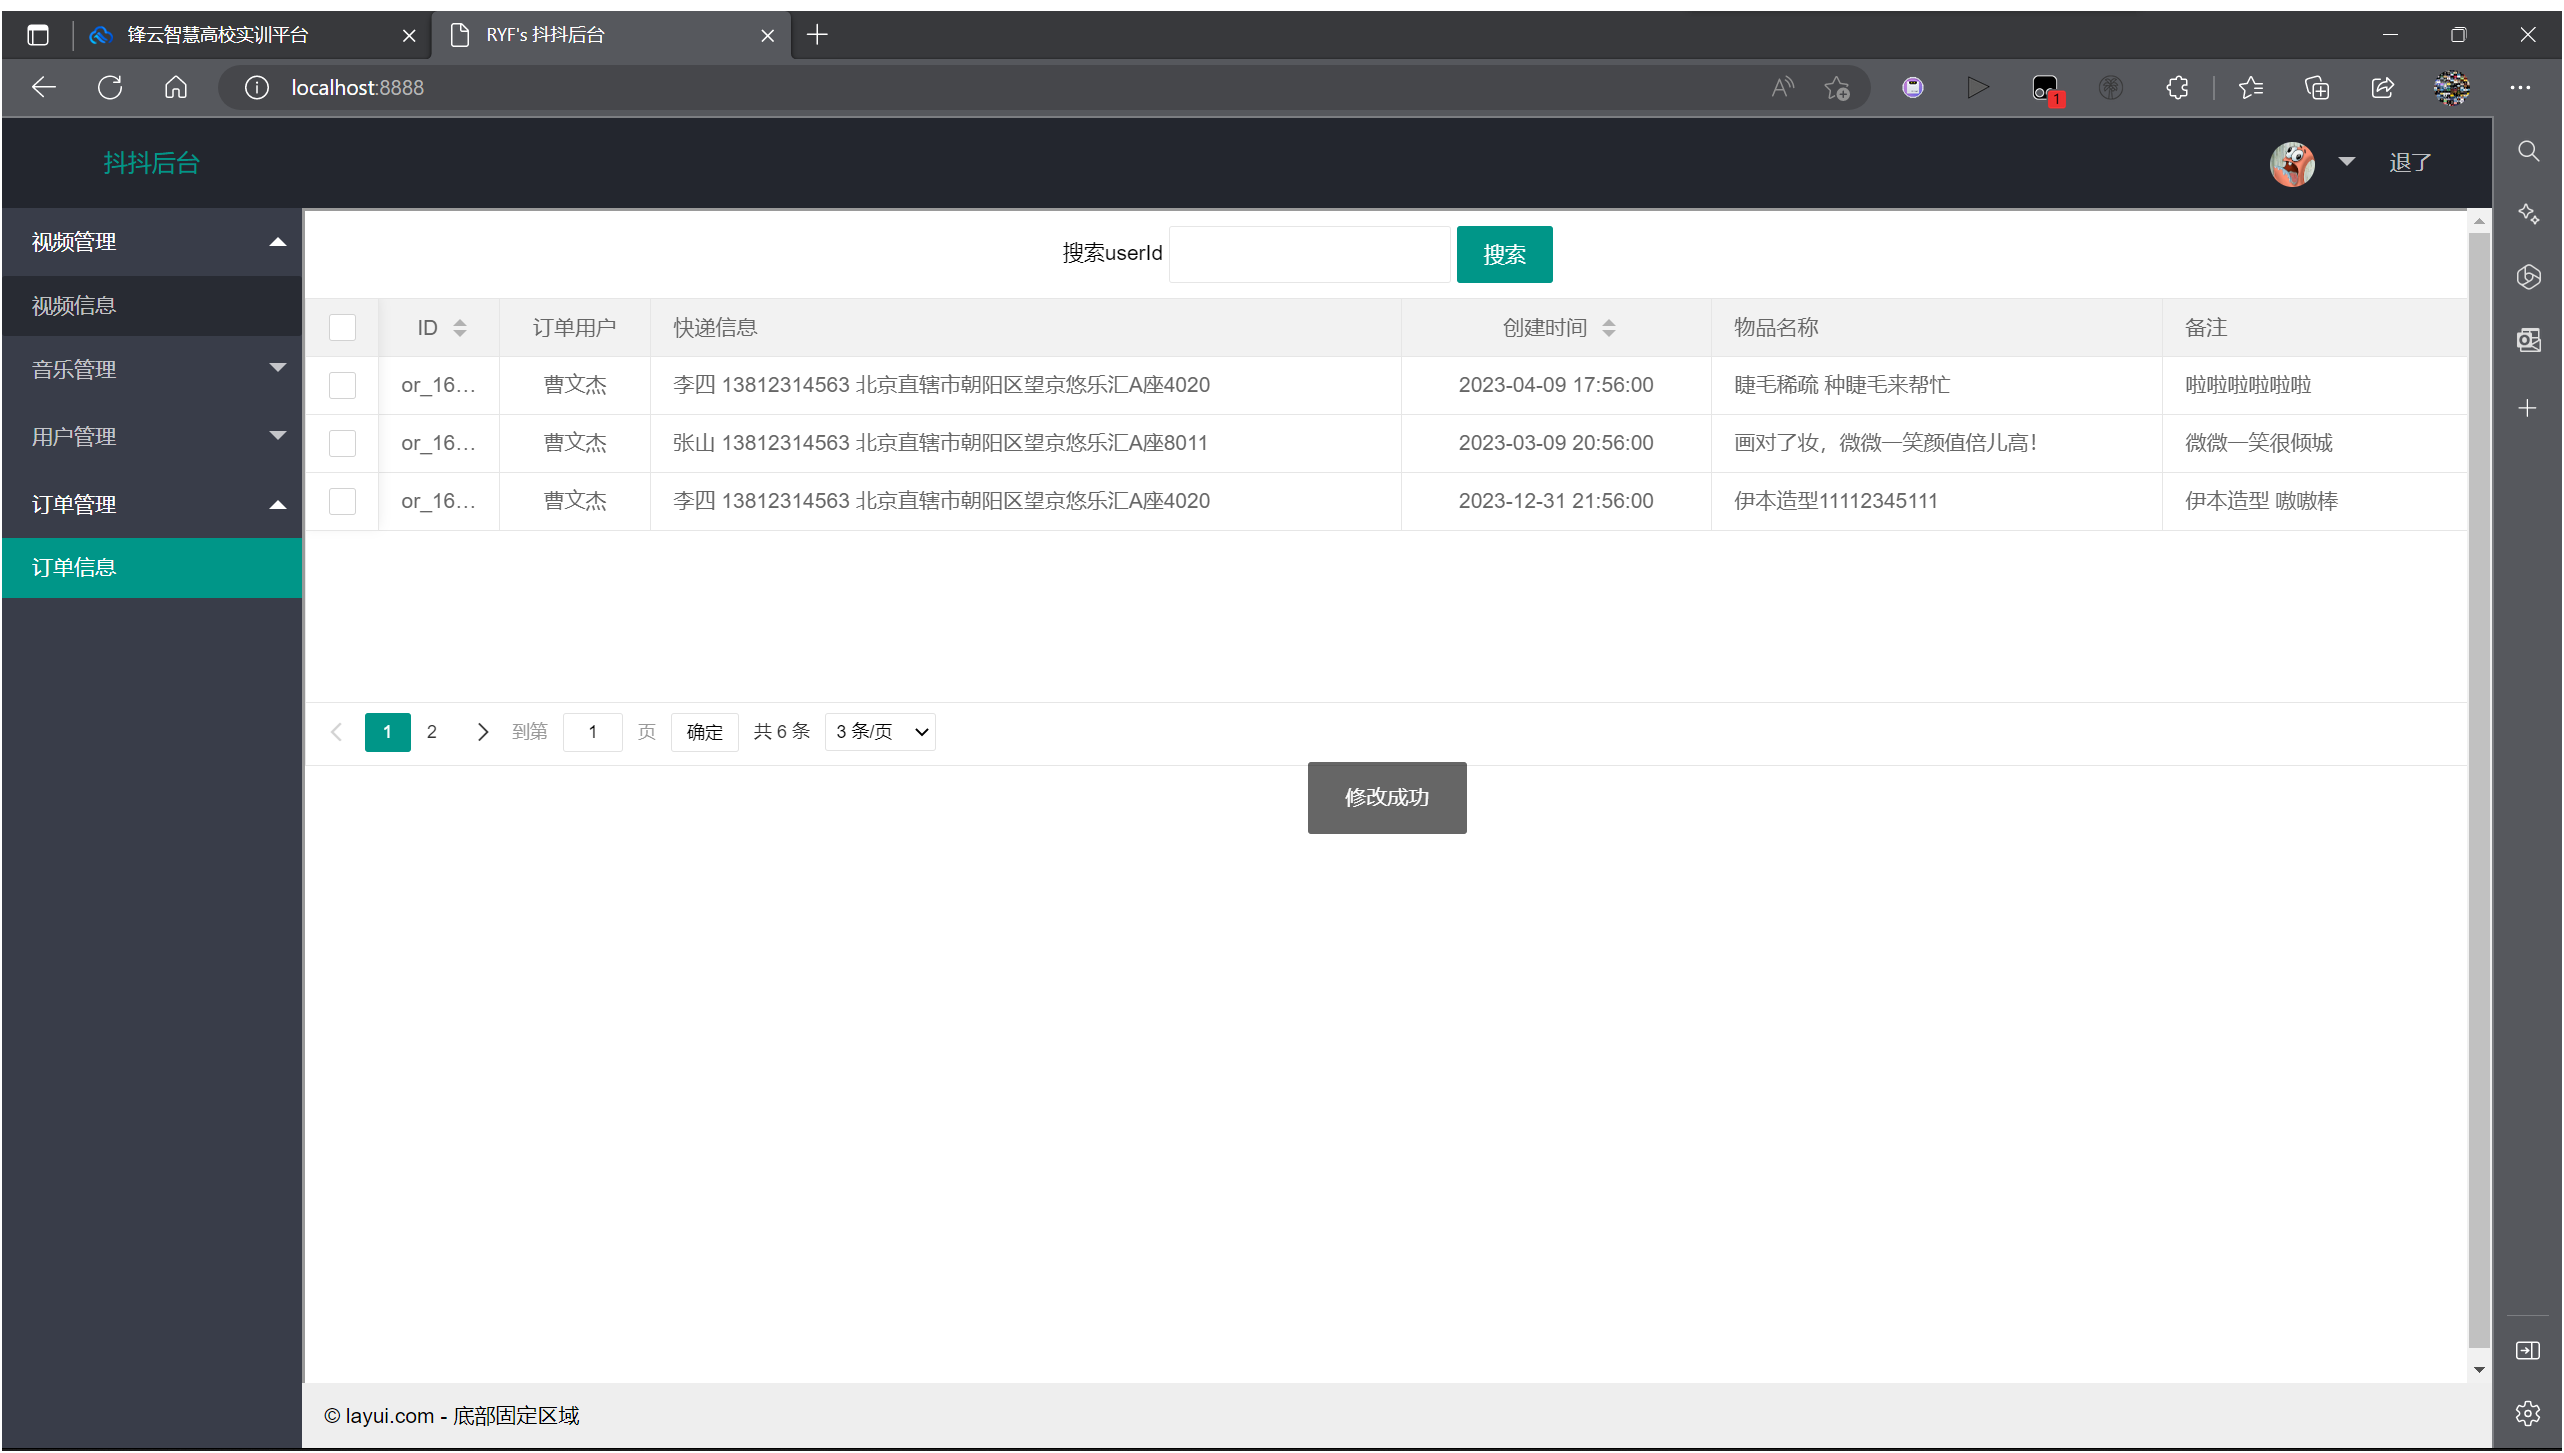 锋云智慧高校实训平台
RYF's 抖抖后台
localhost:8888
1
抖抖后台
退了
视频管理
视频信息
音乐管理
用户管理
订单管理
订单信息
搜索userId 搜索
ID 订单用户 快递信息 创建时间 物品名称 备注
or_16... 曹文杰 李四 13812314563 北京直辖市朝阳区望京悠乐汇A座4020 2023-04-09 17:56:00 睫毛稀疏 种睫毛来帮忙 啦啦啦啦啦啦
or_16... 曹文杰 张山 13812314563 北京直辖市朝阳区望京悠乐汇A座8011 2023-03-09 20:56:00 画对了妆，微微一笑颜值倍儿高！ 微微一笑很倾城
or_16... 曹文杰 李四 13812314563 北京直辖市朝阳区望京悠乐汇A座4020 2023-12-31 21:56:00 伊本造型11112345111 伊本造型 嗷嗷棒
1 2 到第 1 页 确定 共 6 条 3 条/页
修改成功
© layui.com - 底部固定区域